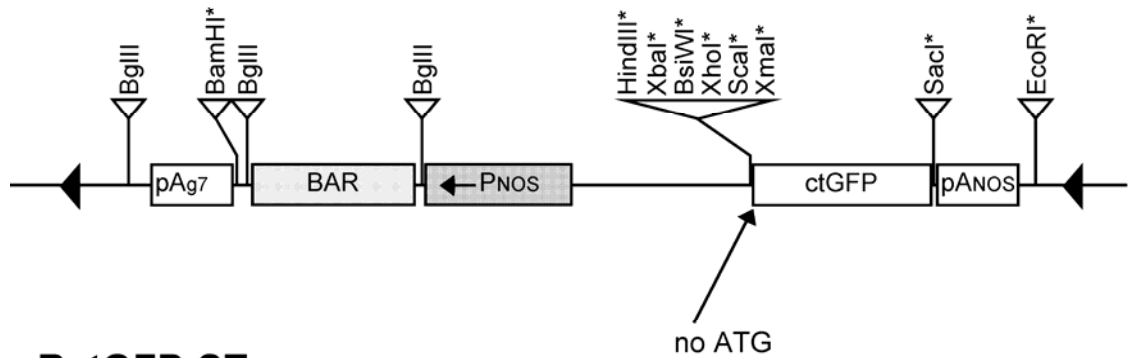 BglII
BamHI*
BglII
BglII
HindIII*
XbaI*
BsiWI*
XhoI*
ScaI*
XmaI*
SacI*
EcoRI*
pAg7
BAR
PNOS
ctGFP
pANOS
no ATG